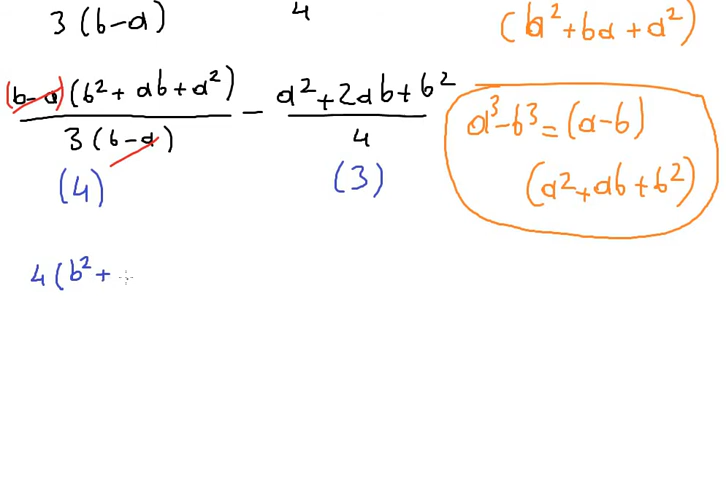 3 (b-a) 4 (b²+ba+a²)
(b-a)(b²+ab+a²) / 3 (b-a) - a²+2ab+b² / 4
(4) (3)
a³-b³=(a-b)
(a²+ab+b²)
4 (b²+